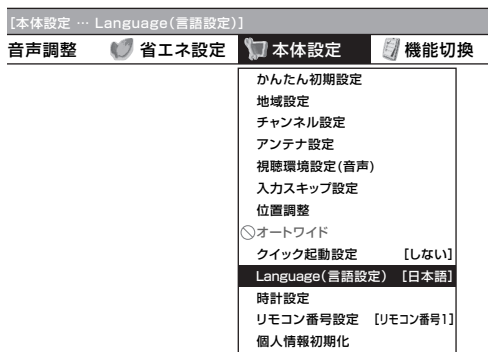 [本体設定 … Language(言語設定)]
音声調整 省エネ設定 本体設定 機能切換
かんたん初期設定
地域設定
チャンネル設定
アンテナ設定
視聴環境設定(音声)
入力スキップ設定
位置調整
オートワイド
クイック起動設定 [しない]
Language(言語設定) [日本語]
時計設定
リモコン番号設定 [リモコン番号1]
個人情報初期化